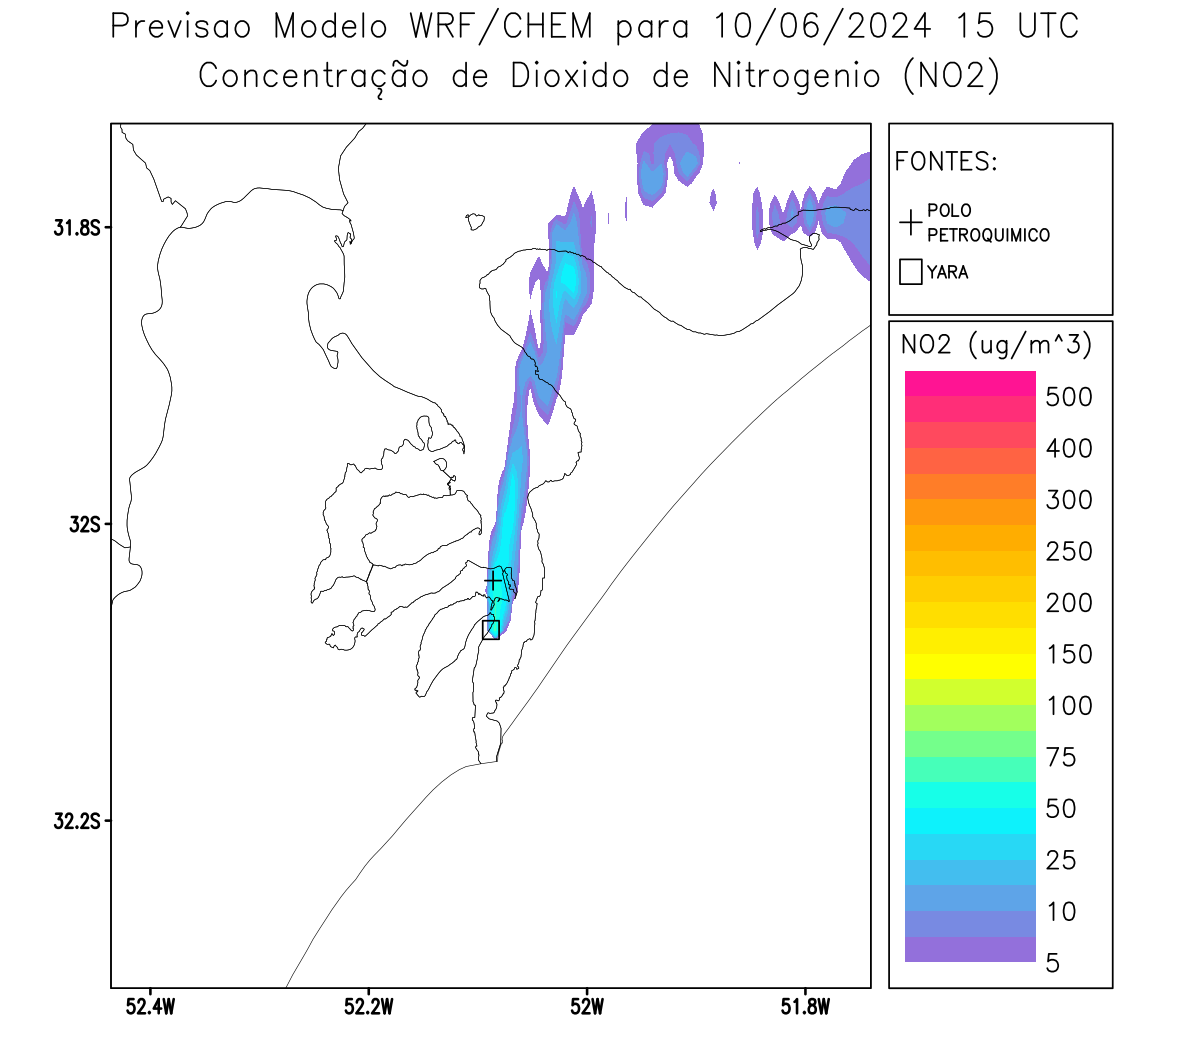 Previsao Modelo WRF/CHEM para 10/06/2024 15 UTC
Concentração de Dioxido de Nitrogenio (NO2)
FONTES:
POLO
PETROQUIMICO
YARA
NO2 (ug/m^3)
500
400
300
250
200
150
100
75
50
25
10
5
31.8S
32S
32.2S
52.4W
52.2W
52W
51.8W